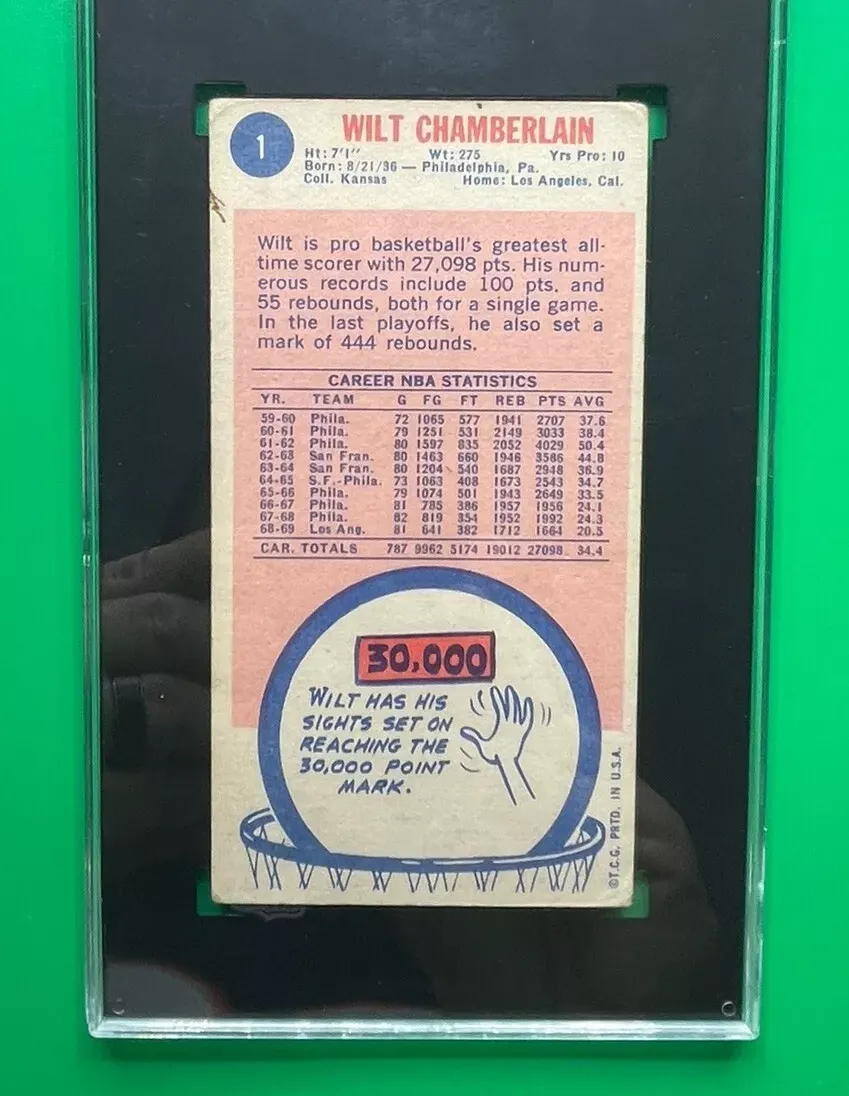 1
WILT CHAMBERLAIN
Ht: 7'1" Wt: 275 Yrs Pro: 10
Born: 8/21/36 — Philadelphia, Pa.
Coll. Kansas Home: Los Angeles, Cal.
Wilt is pro basketball's greatest all-
time scorer with 27,098 pts. His num-
erous records include 100 pts. and
55 rebounds, both for a single game.
In the last playoffs, he also set a
mark of 444 rebounds.
CAREER NBA STATISTICS
YR. TEAM G FG FT REB PTS AVG
59-60 Phila. 72 1065 577 1941 2707 37.6
60-61 Phila. 79 1251 531 2149 3033 38.4
61-62 Phila. 80 1597 835 2052 4029 50.4
62-63 San Fran. 80 1463 660 1946 3586 44.8
63-64 San Fran. 80 1204 540 1687 2948 36.9
64-65 S.F.-Phila. 73 1063 408 1673 2543 34.7
65-66 Phila. 79 1074 501 1943 2649 33.5
66-67 Phila. 81 785 386 1957 1956 24.1
67-68 Phila. 82 819 354 1952 1992 24.3
68-69 Los Ang. 81 641 382 1712 1664 20.5
CAR. TOTALS 787 9962 5174 19012 27098 34.4
30,000
WILT HAS HIS
SIGHTS SET ON
REACHING THE
30,000 POINT
MARK.
©T.C.G. PRTD. IN U.S.A.